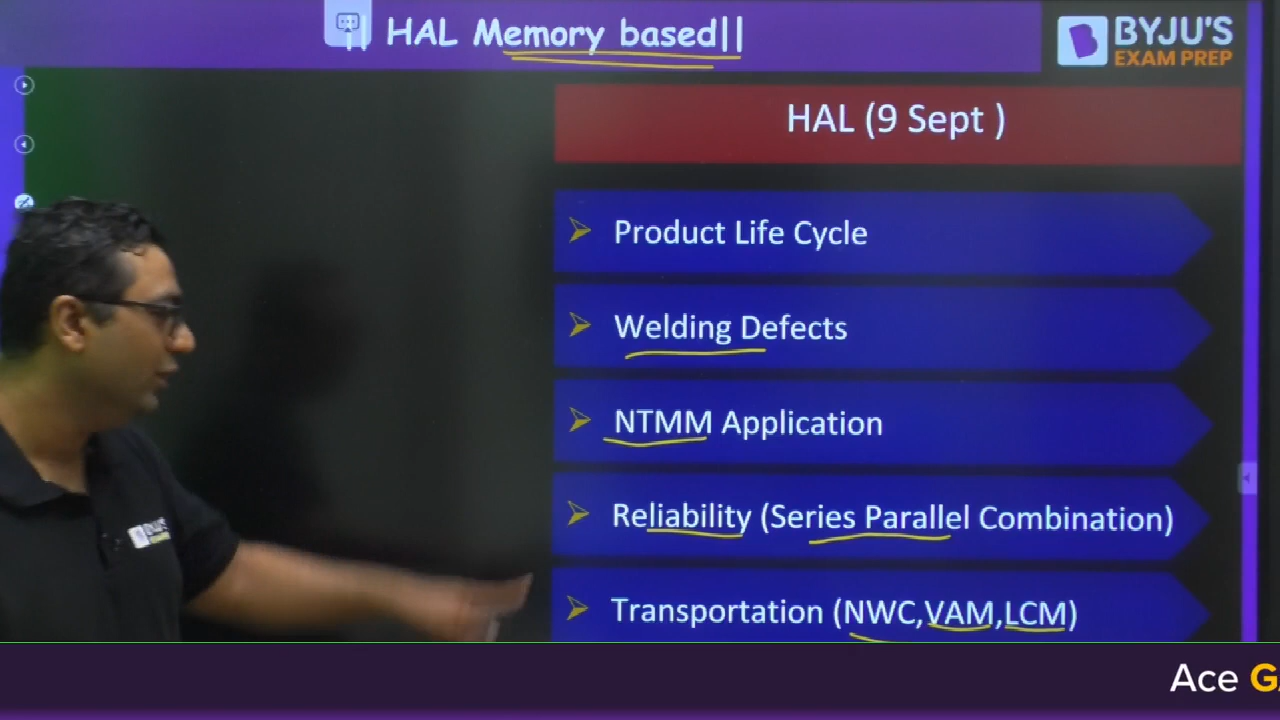 || HAL Memory based||
BYJU'S
EXAM PREP
HAL (9 Sept )
Product Life Cycle
Welding Defects
NTMM Application
Reliability (Series Parallel Combination)
Transportation (NWC,VAM,LCM)
Ace